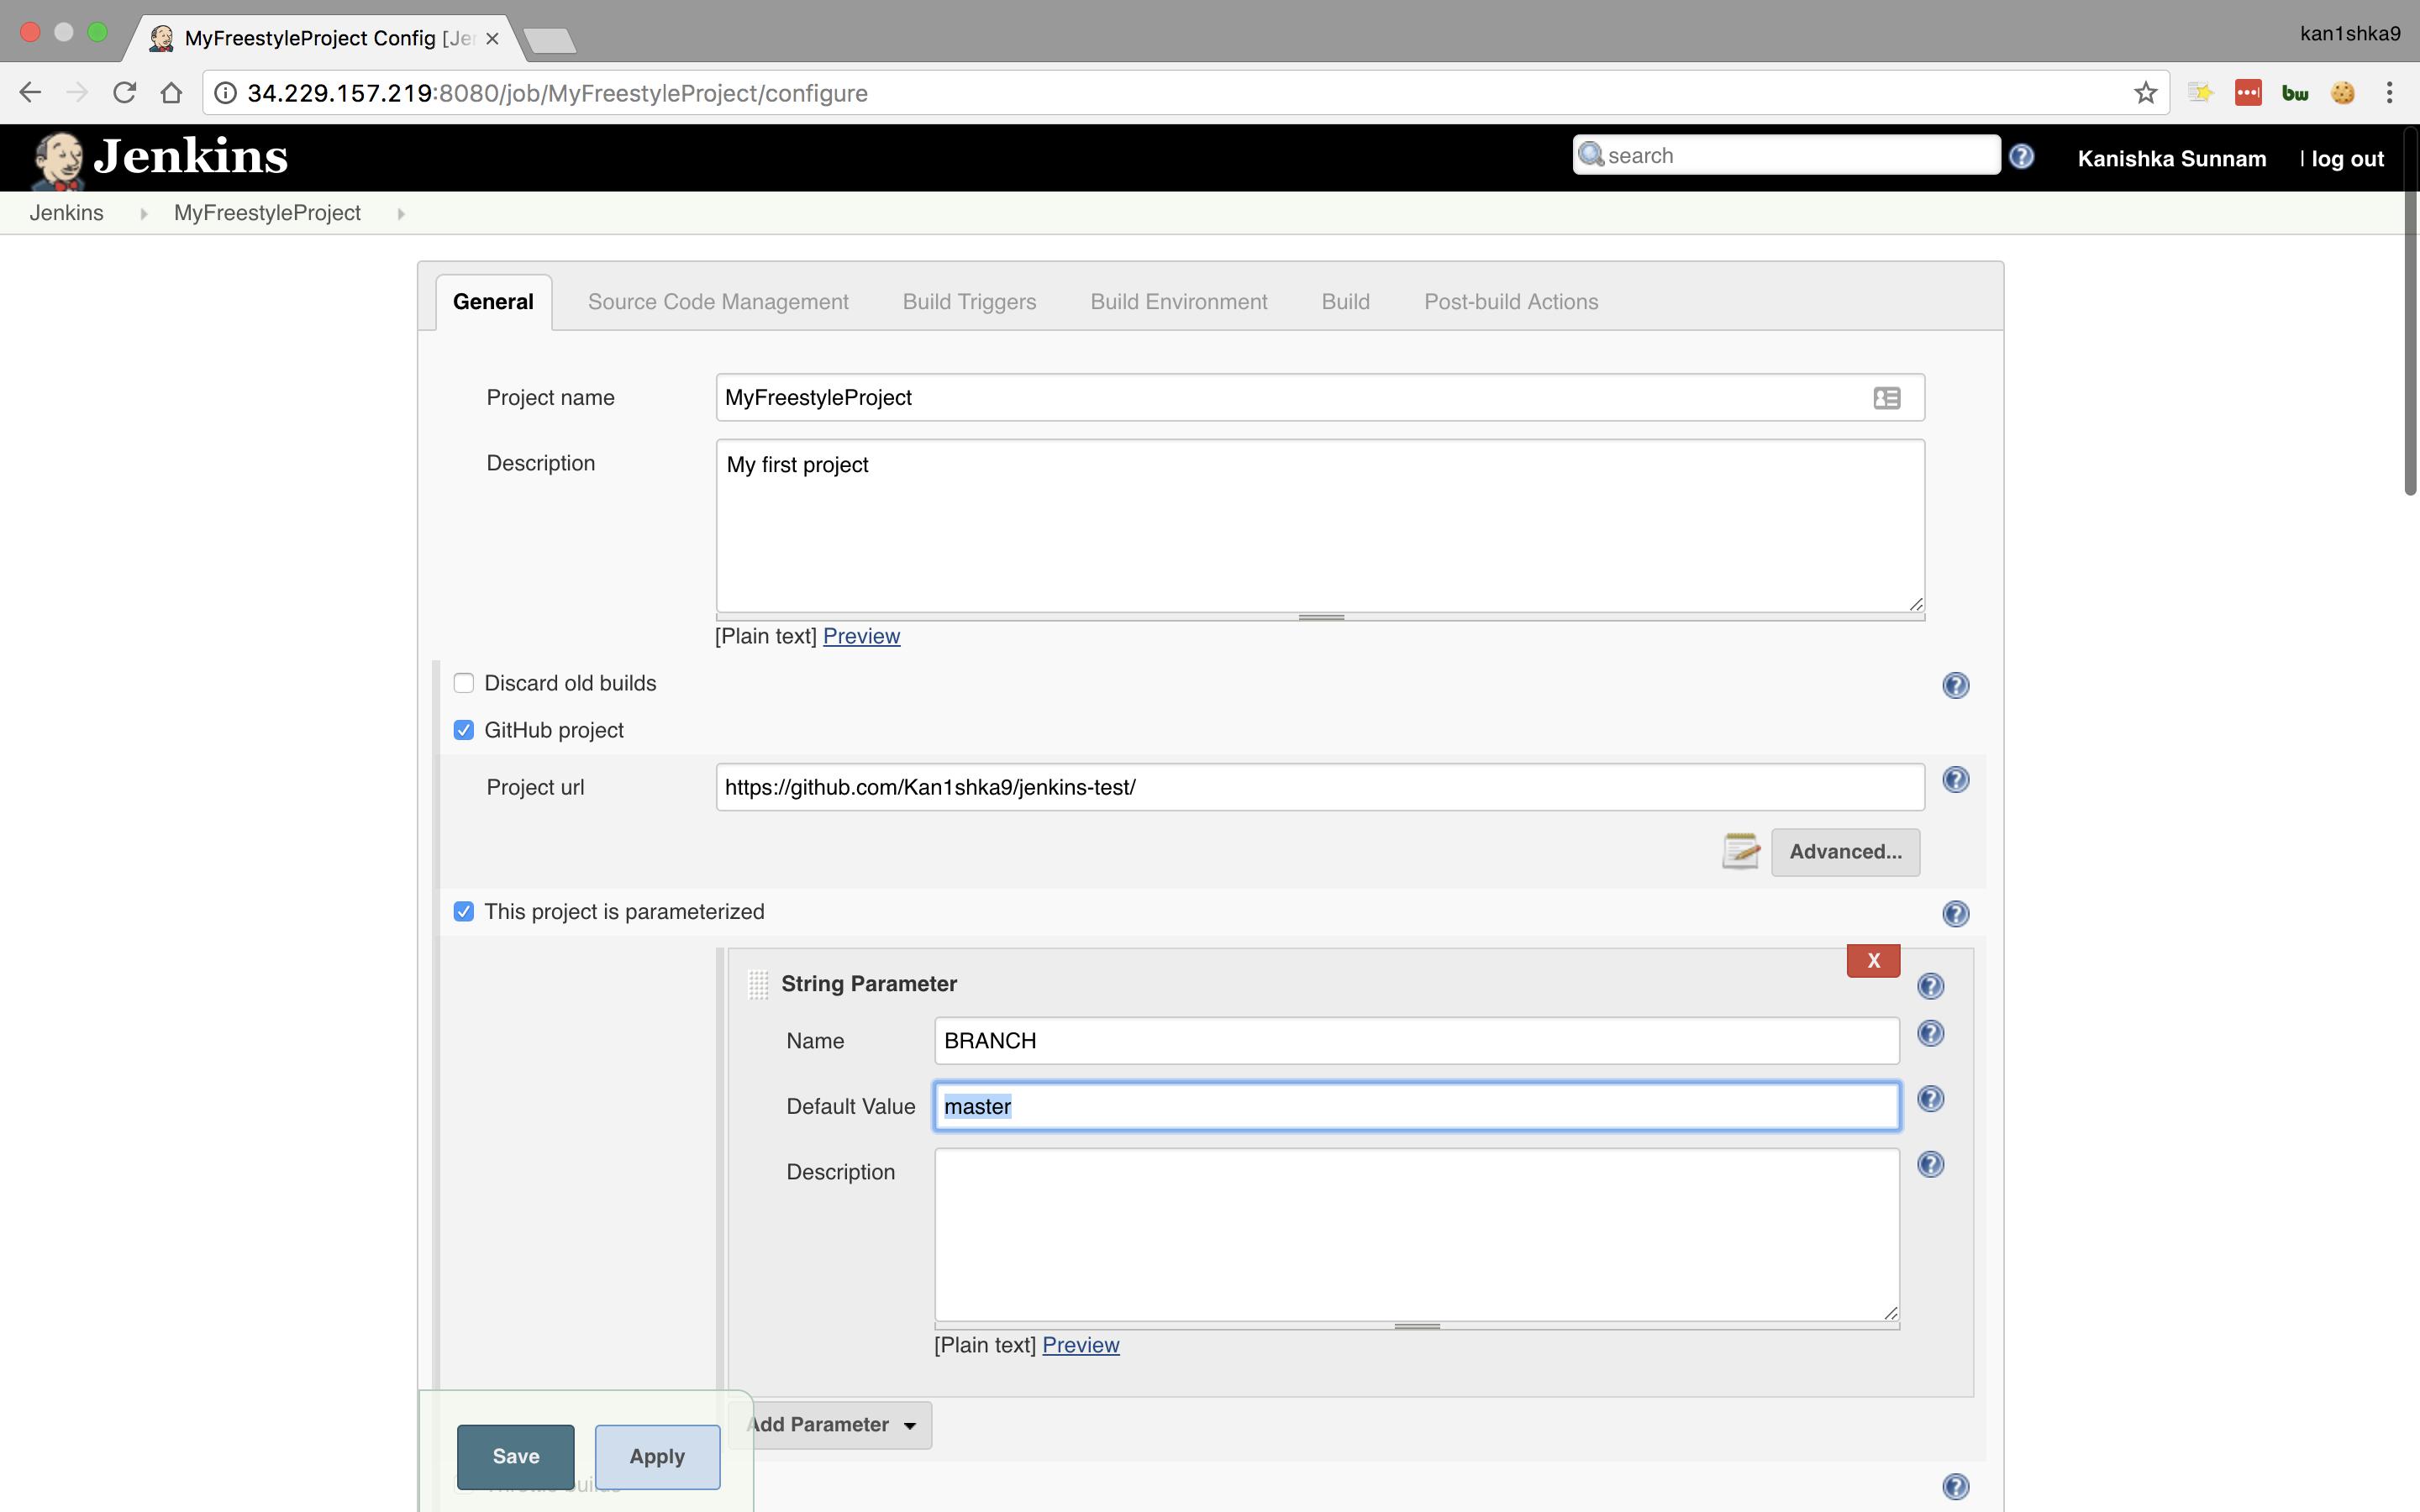 MyFreestyleProject Config [Jer
kan1shka9
34.229.157.219:8080/job/MyFreestyleProject/configure
bw
Jenkins
search
Kanishka Sunnam
| log out
Jenkins
MyFreestyleProject
General
Source Code Management
Build Triggers
Build Environment
Build
Post-build Actions
Project name
MyFreestyleProject
Description
My first project
[Plain text] Preview
Discard old builds
GitHub project
Project url
https://github.com/Kan1shka9/jenkins-test/
Advanced...
This project is parameterized
X
String Parameter
Name
BRANCH
Default Value
master
Description
[Plain text] Preview
Add Parameter
Save
Apply